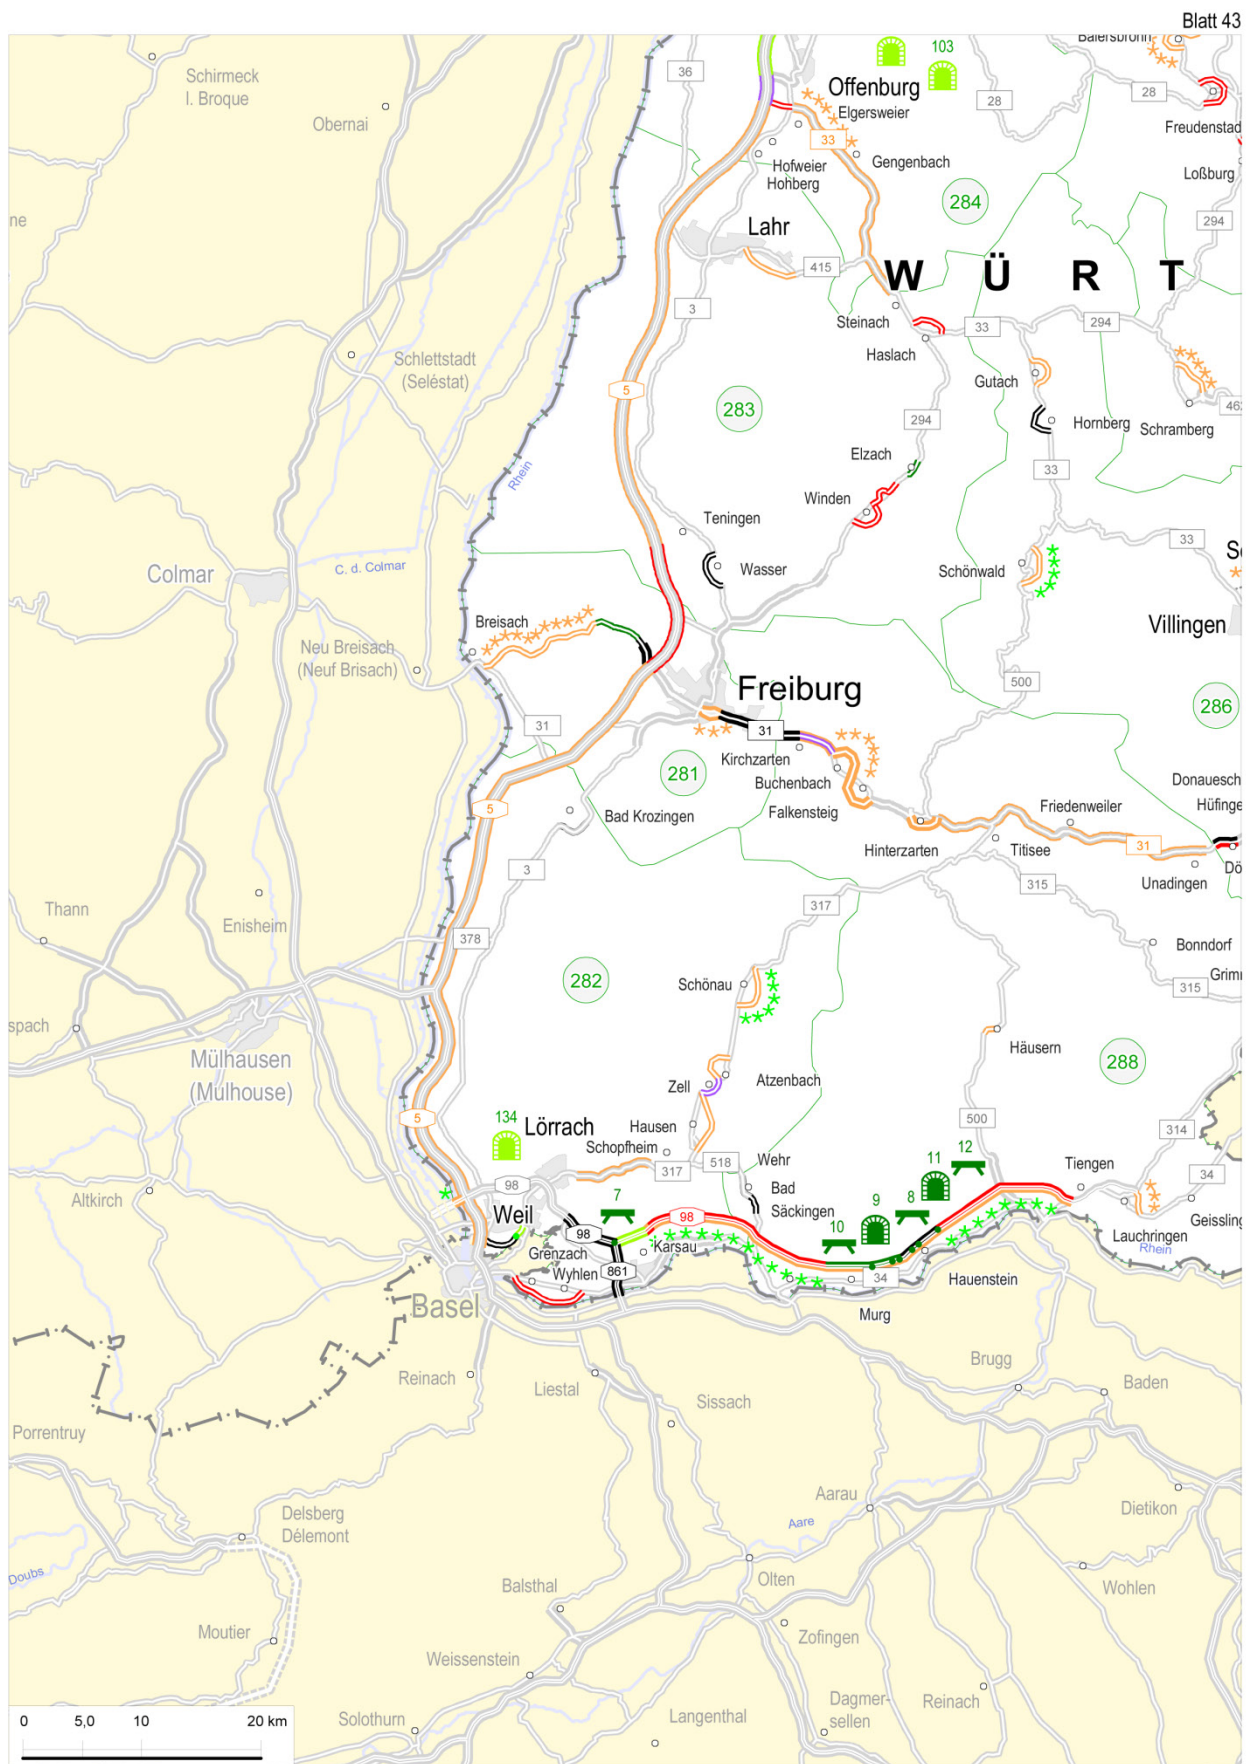 Blatt 43
Baiersbronn
103
36
Schirmeck
l. Broque
Offenburg
28
28
Obernai
Elgersweier
Freudenstad
33
Hofweier
Hohberg
Gengenbach
Loßburg
284
294
ne
Lahr
415
W Ü R T
3
Steinach
33
294
Haslach
Schlettstadt
(Seléstat)
Gutach
5
283
294
Hornberg
Schramberg
462
Elzach
33
Rhein
Winden
Teningen
33
C. d. Colmar
Wasser
Schönwald
Colmar
Breisach
Villingen
Neu Breisach
(Neuf Brisach)
500
Freiburg
286
31
31
281
Kirchzarten
Buchenbach
Donauesch
Hüfinge
5
Bad Krozingen
Falkensteig
Friedenweiler
Hinterzarten
Titisee
31
Dö
3
Unadingen
315
Thann
317
Enisheim
378
Bonndorf
282
Schönau
315
spach
Häusern
Mülhausen
(Mulhouse)
288
Zell
Atzenbach
5
134
Lörrach
Hausen
500
314
Schopfheim
317
518
Wehr
11
12
Tiengen
34
Altkirch
98
7
Bad
Säckingen
9
8
Weil
98
98
10
Lauchringen
Geissling
Grenzach
Karsau
Rhein
Wyhlen
861
34
Hauenstein
Basel
Murg
Reinach
Liestal
Brugg
Baden
Sissach
Porrentruy
Aarau
Dietikon
Delsberg
Délemont
Aare
Doubs
Olten
Wohlen
Balsthal
Moutier
Zofingen
Weissenstein
Reinach
Dagmer-
sellen
Solothurn
Langenthal
0 5,0 10 20 km